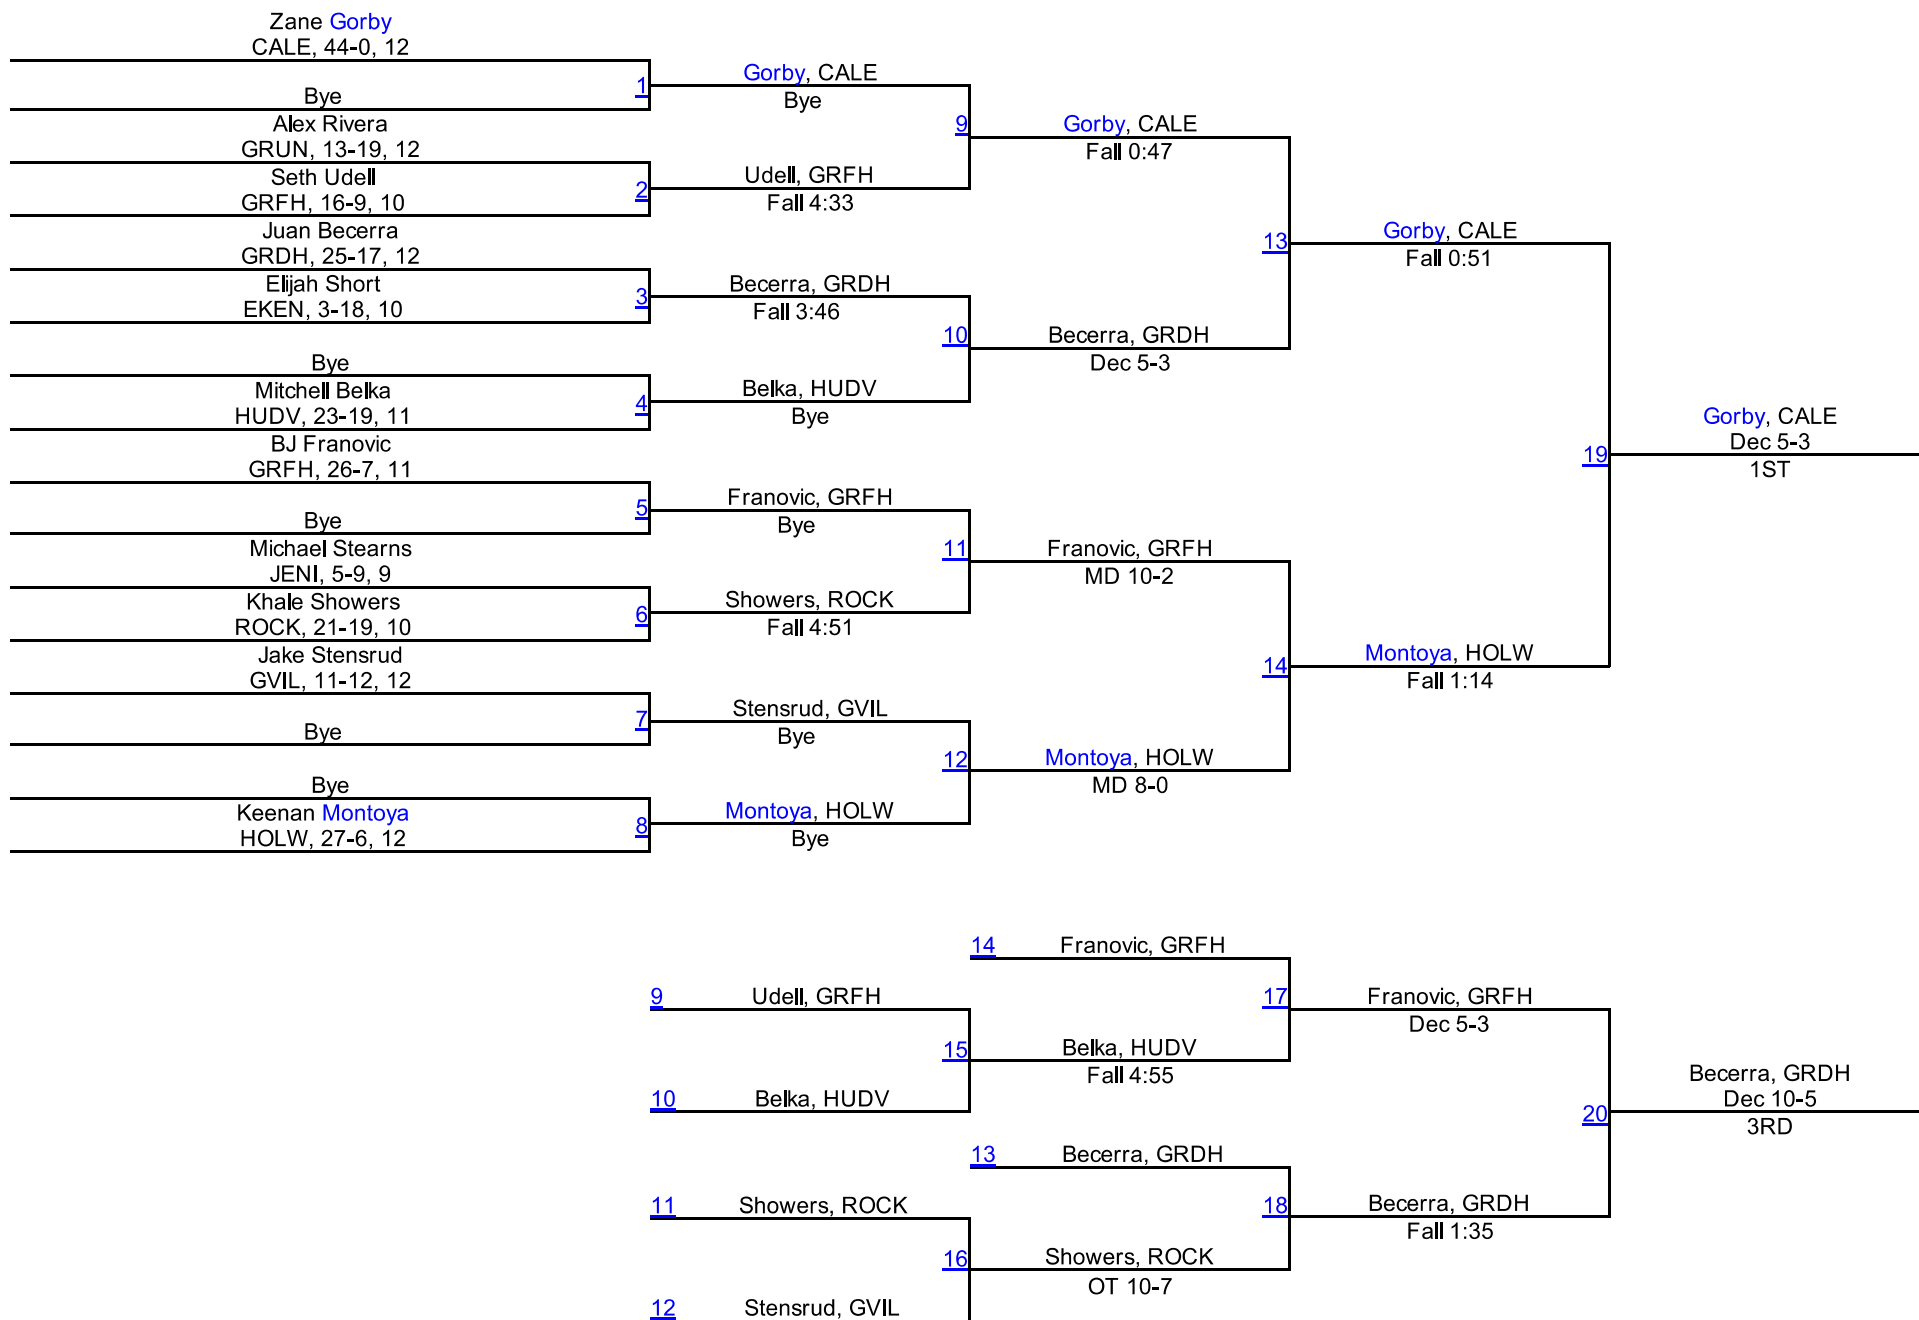 Zane Gorby
CALE, 44-0, 12
Bye
1
Alex Rivera
GRUN, 13-19, 12
Seth Udell
GRFH, 16-9, 10
2
Juan Becerra
GRDH, 25-17, 12
Elijah Short
EKEN, 3-18, 10
3
Bye
Mitchell Belka
HUDV, 23-19, 11
4
BJ Franovic
GRFH, 26-7, 11
Bye
5
Michael Stearns
JENI, 5-9, 9
Khale Showers
ROCK, 21-19, 10
6
Jake Stensrud
GVIL, 11-12, 12
Bye
7
Bye
Keenan Montoya
HOLW, 27-6, 12
8
Gorby, CALE
Bye
9
Udell, GRFH
Fall 4:33
Becerra, GRDH
Fall 3:46
10
Belka, HUDV
Bye
Franovic, GRFH
Bye
11
Showers, ROCK
Fall 4:51
Stensrud, GVIL
Bye
12
Montoya, HOLW
Bye
Gorby, CALE
Fall 0:47
13
Becerra, GRDH
Dec 5-3
Franovic, GRFH
MD 10-2
14
Montoya, HOLW
MD 8-0
Gorby, CALE
Fall 0:51
19
Montoya, HOLW
Fall 1:14
Gorby, CALE
Dec 5-3
1ST
14 Franovic, GRFH
9 Udell, GRFH
17
15
Belka, HUDV
Fall 4:55
10 Belka, HUDV
Franovic, GRFH
Dec 5-3
13 Becerra, GRDH
11 Showers, ROCK
18
16
Showers, ROCK
OT 10-7
12 Stensrud, GVIL
Becerra, GRDH
Fall 1:35
20
Becerra, GRDH
Dec 10-5
3RD